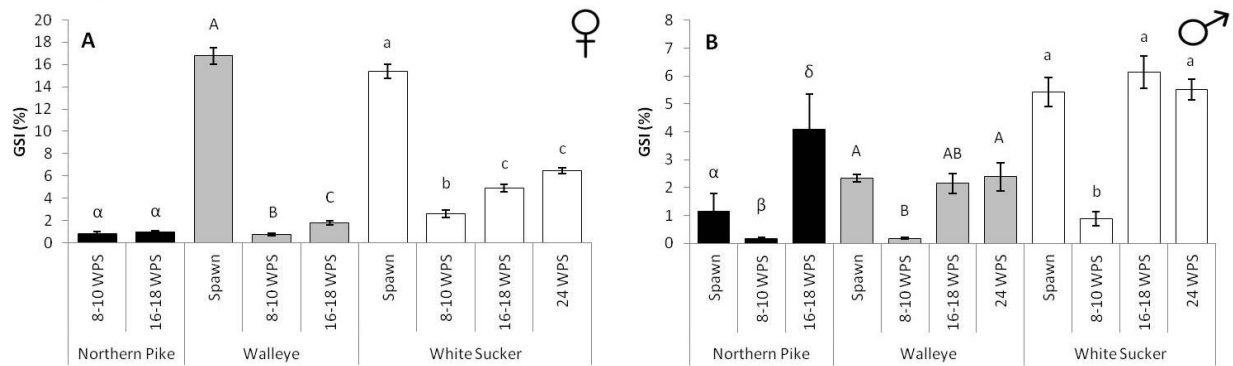 A
♀
GSI (%)
20
18
16
14
12
10
8
6
4
2
0
α
α
A
B
C
a
b
c
c
8-10 WPS
16-18 WPS
Spawn
8-10 WPS
16-18 WPS
Spawn
8-10 WPS
16-18 WPS
24 WPS
Northern Pike
Walleye
White Sucker
B
♂
GSI (%)
8
7
6
5
4
3
2
1
0
α
β
δ
A
B
AB
A
a
b
a
a
Spawn
8-10 WPS
16-18 WPS
Spawn
8-10 WPS
16-18 WPS
24 WPS
Spawn
8-10 WPS
16-18 WPS
24 WPS
Northern Pike
Walleye
White Sucker